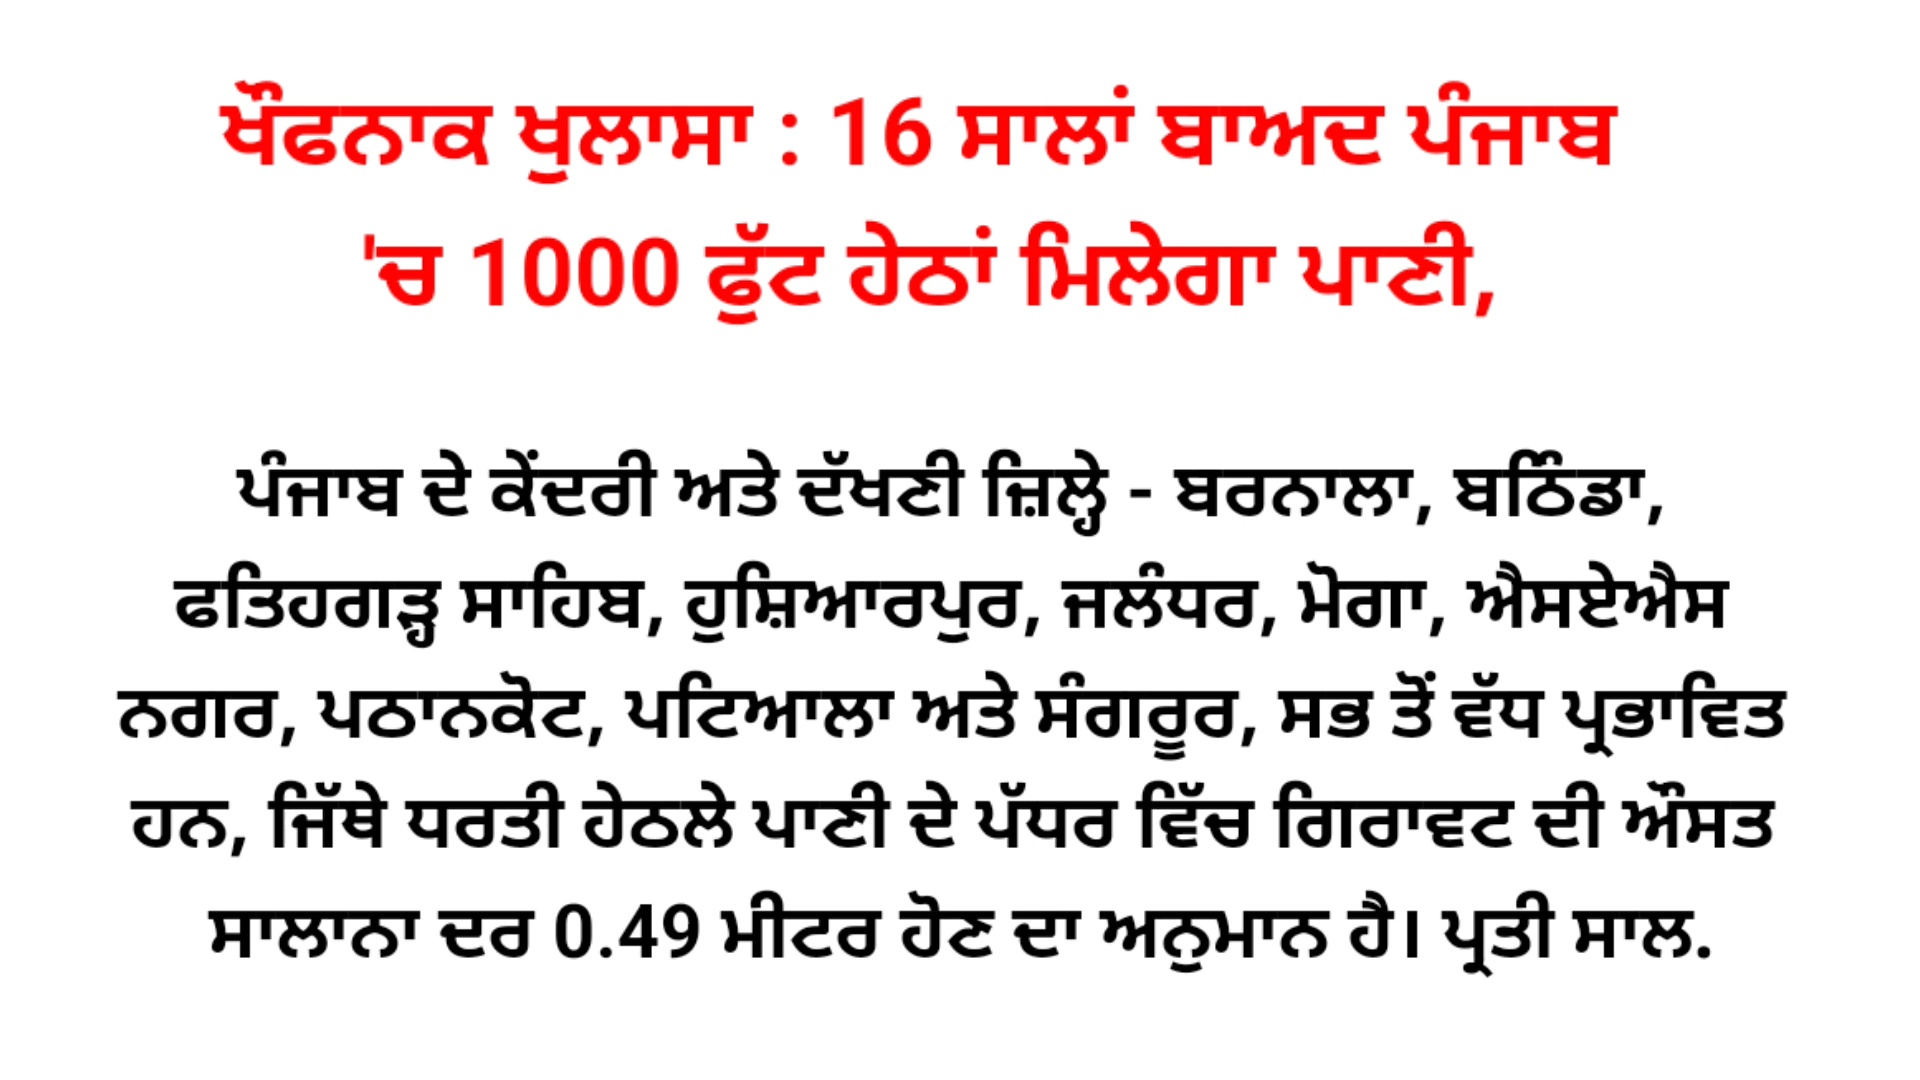 ਖੌਫਨਾਕ ਖੁਲਾਸਾ : 16 ਸਾਲਾਂ ਬਾਅਦ ਪੰਜਾਬ
'ਚ 1000 ਫੁੱਟ ਹੇਠਾਂ ਮਿਲੇਗਾ ਪਾਣੀ,
ਪੰਜਾਬ ਦੇ ਕੇਂਦਰੀ ਅਤੇ ਦੱਖਣੀ ਜ਼ਿਲ੍ਹੇ - ਬਰਨਾਲਾ, ਬਠਿੰਡਾ,
ਫਤਿਹਗੜ੍ਹ ਸਾਹਿਬ, ਹੁਸ਼ਿਆਰਪੁਰ, ਜਲੰਧਰ, ਮੋਗਾ, ਐਸਏਐਸ
ਨਗਰ, ਪਠਾਨਕੋਟ, ਪਟਿਆਲਾ ਅਤੇ ਸੰਗਰੂਰ, ਸਭ ਤੋਂ ਵੱਧ ਪ੍ਰਭਾਵਿਤ
ਹਨ, ਜਿੱਥੇ ਧਰਤੀ ਹੇਠਲੇ ਪਾਣੀ ਦੇ ਪੱਧਰ ਵਿੱਚ ਗਿਰਾਵਟ ਦੀ ਔਸਤ
ਸਾਲਾਨਾ ਦਰ 0.49 ਮੀਟਰ ਹੋਣ ਦਾ ਅਨੁਮਾਨ ਹੈ। ਪ੍ਰਤੀ ਸਾਲ.